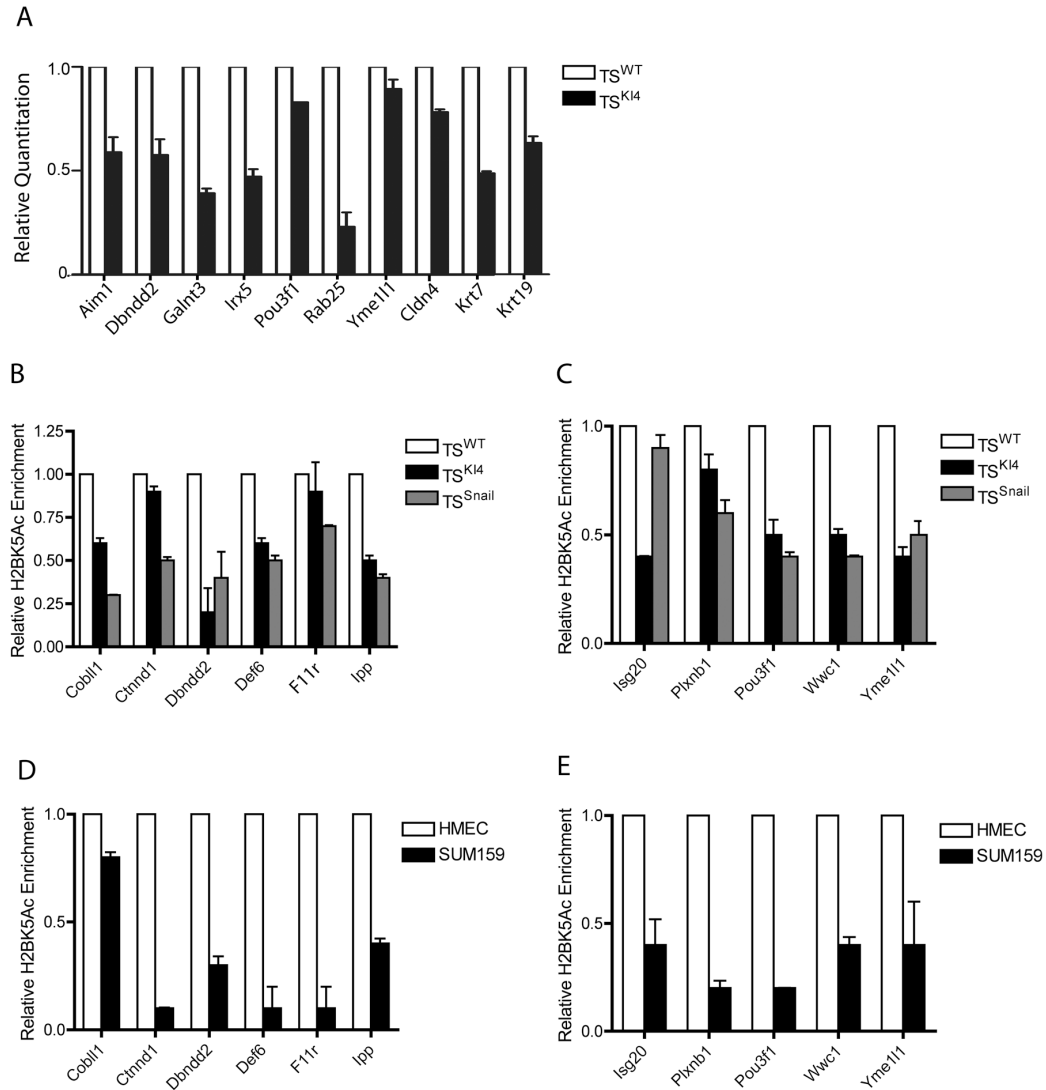 A
Relative Quantitation
1.0
0.5
0
TS^WT
TS^KI4
Aim1
Dbndd2
Galnt3
Irx5
Pou3f1
Rab25
Yme1l1
Cldn4
Krt7
Krt19
B
Relative H2BK5Ac Enrichment
1.25
1.00
0.75
0.50
0.25
0.00
TS^WT
TS^KI4
TS^Snail
Cobll1
Ctnnd1
Dbndd2
Def6
F11r
Ipp
C
Relative H2BK5Ac Enrichment
1.0
0.5
0.0
TS^WT
TS^KI4
TS^Snail
Isg20
Plxnb1
Pou3f1
Wwc1
Yme1l1
D
Relative H2BK5Ac Enrichment
1.0
0.5
0.0
HMEC
SUM159
Cobll1
Ctnnd1
Dbndd2
Def6
F11r
Ipp
E
Relative H2BK5Ac Enrichment
1.0
0.5
0.0
HMEC
SUM159
Isg20
Plxnb1
Pou3f1
Wwc1
Yme1l1